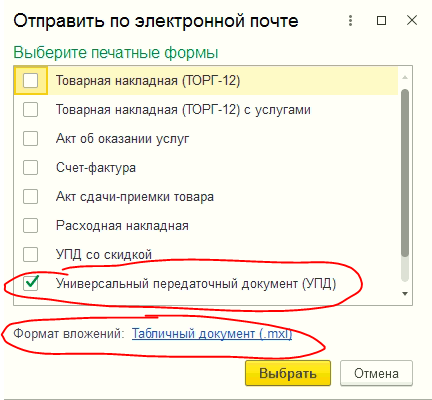 Отправить по электронной почте
Выберите печатные формы
Товарная накладная (ТОРГ-12)
Товарная накладная (ТОРГ-12) с услугами
Акт об оказании услуг
Счет-фактура
Акт сдачи-приемки товара
Расходная накладная
УПД со скидкой
Универсальный передаточный документ (УПД)
Формат вложений: Табличный документ (.mxl)
Выбрать Отмена